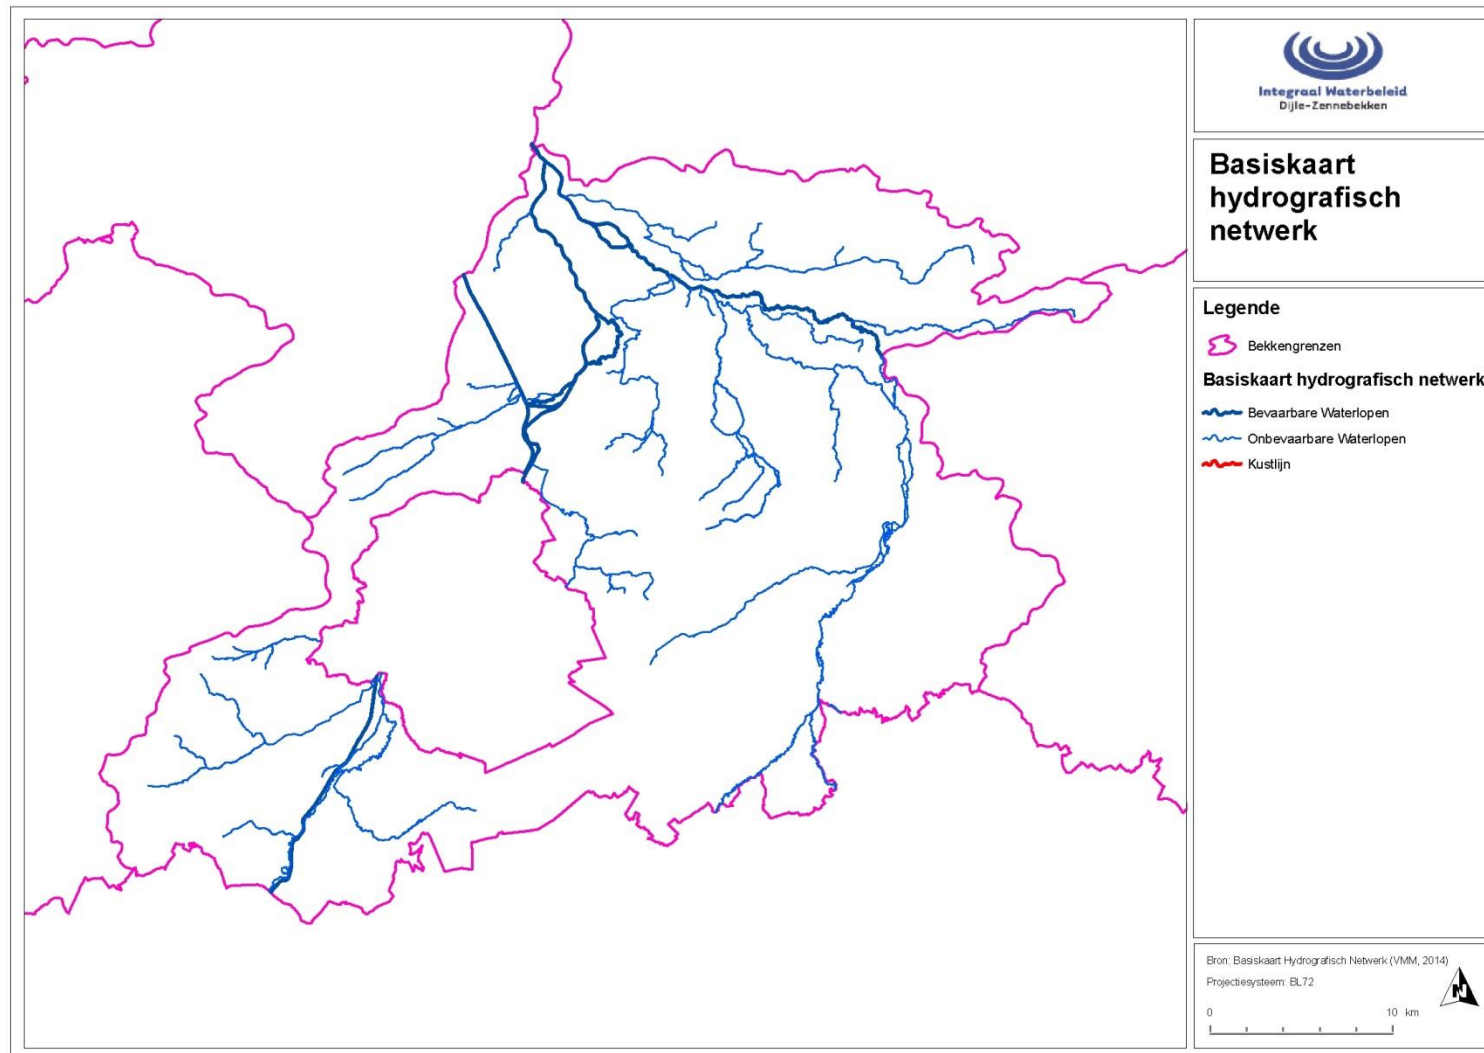 Integraal Waterbeleid
Dijle-Zennebekken
Basiskaart
hydrografisch
netwerk
Legende
Bekkengrenzen
Basiskaart hydrografisch netwerk
Bevaarbare Waterlopen
Onbevaarbare Waterlopen
Kustlijn
Bron: Basiskaart Hydrografisch Netwerk (VMM, 2014)
Projectiesysteem: BL72
N
0 10 km